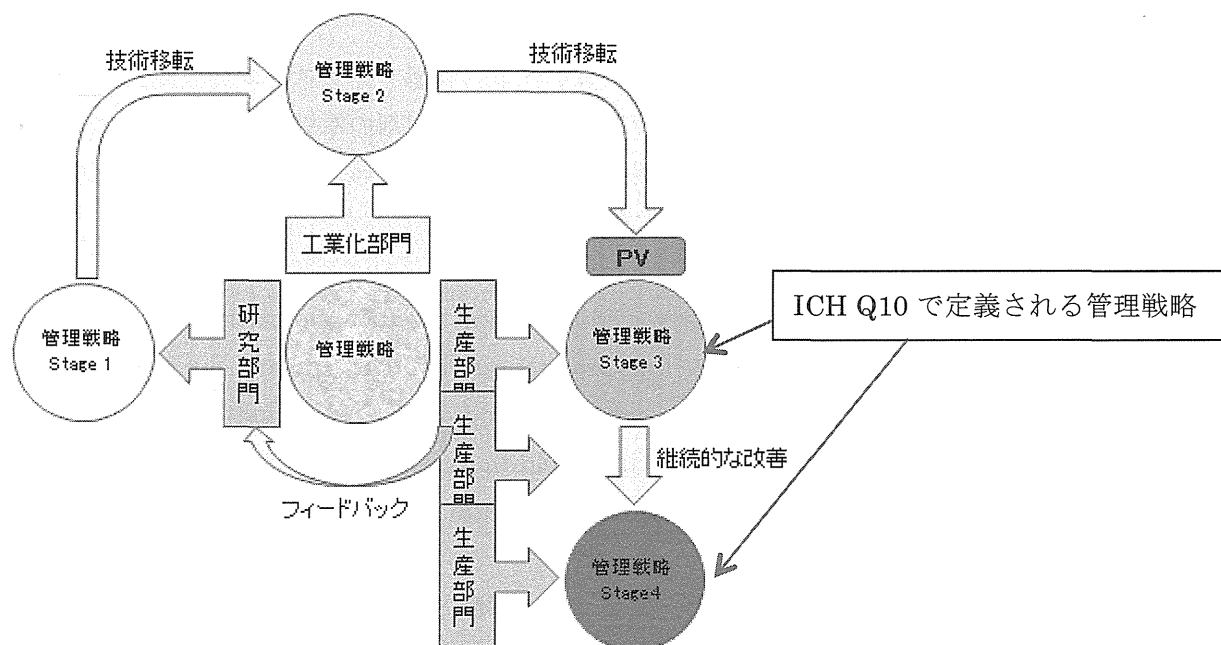 技術移転
技術移転
管理戦略
Stage 2
工業化部門
PV
ICH Q10 で定義される管理戦略
管理戦略
Stage 1
研究部門
管理戦略
生産部門
管理戦略
Stage 3
生産部門
継続的な改善
フィードバック
生産部門
管理戦略
Stage4